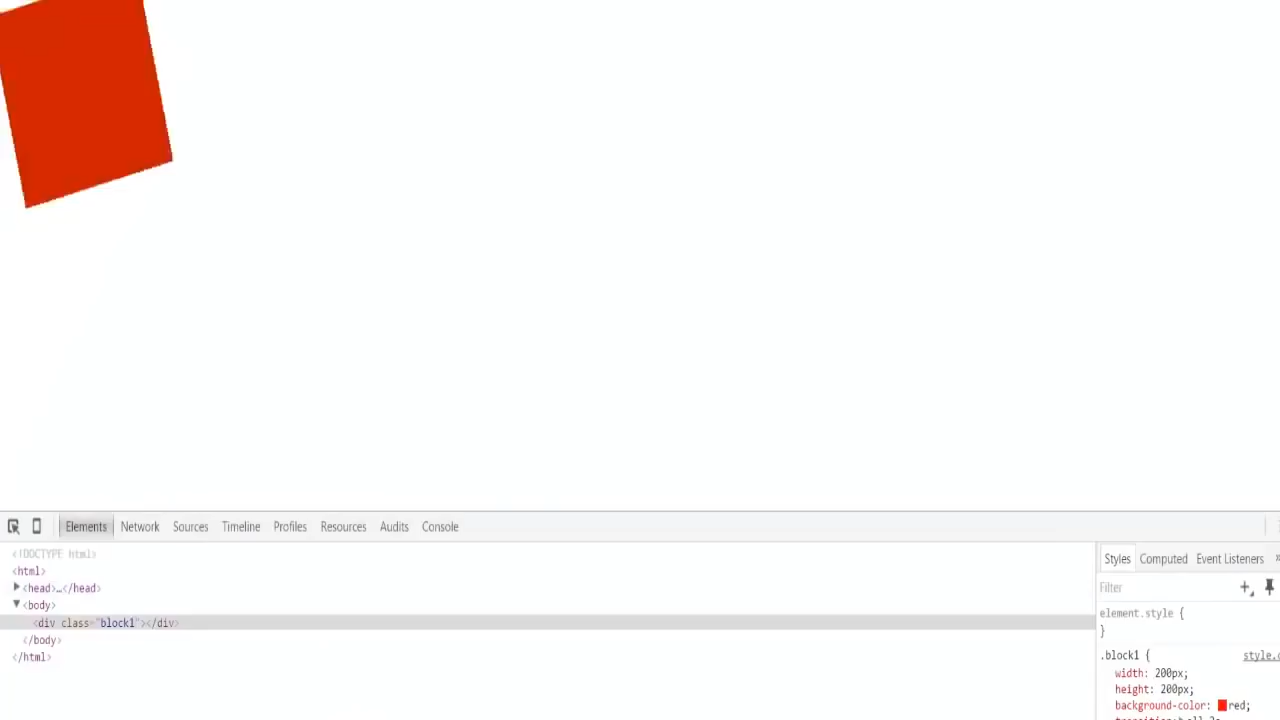 Elements Network Sources Timeline Profiles Resources Audits Console
<!DOCTYPE html>
<html>
<head>…</head>
<body>
<div class="block1"></div>
</body>
</html>
Styles Computed Event Listeners »
Filter
element.style {
}
.block1 { style.c
width: 200px;
height: 200px;
background-color: red;